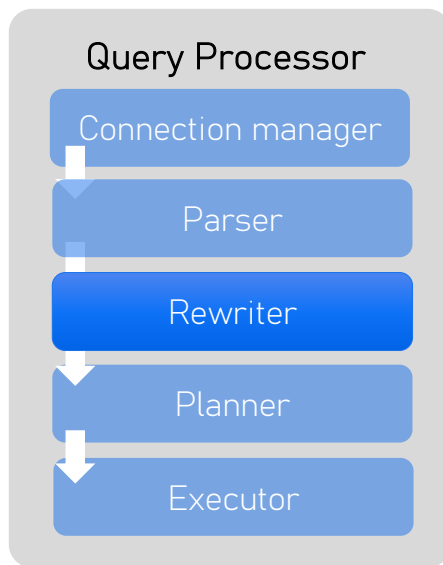 Query Processor
Connection manager
Parser
Rewriter
Planner
Executor